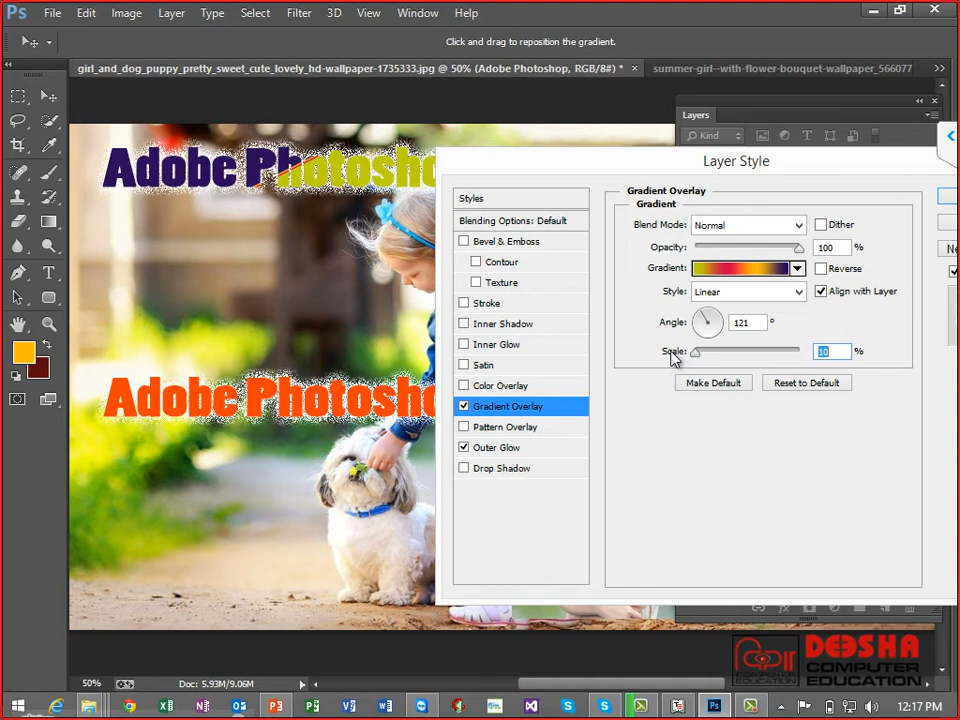 Ps File Edit Image Layer Type Select Filter 3D View Window Help
Click and drag to reposition the gradient.
girl_and_dog_puppy_pretty_sweet_cute_lovely_hd-wallpaper-1735333.jpg @ 50% (Adobe Photoshop, RGB/8#) * × summer-girl--with-flower-bouquet-wallpaper_566077
Layers
Kind
Adobe Photosho
Layer Style
Styles
Blending Options: Default
Bevel & Emboss
Contour
Texture
Stroke
Inner Shadow
Inner Glow
Satin
Color Overlay
Gradient Overlay
Pattern Overlay
Outer Glow
Drop Shadow
Gradient Overlay
Gradient
Blend Mode: Normal Dither
Opacity: 100 %
Gradient: Reverse
Style: Linear Align with Layer
Angle: 121 °
Scale: 10 %
Make Default Reset to Default
Ne
Adobe Photosho
DEOSHA
COMPUTER
EDUCATION
50% Doc: 5.93M/9.06M
12:17 PM